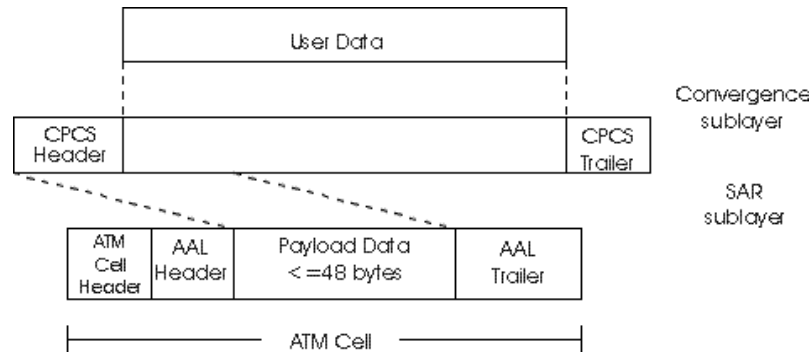 User Data
Convergence
sublayer
CPCS
Header
CPCS
Trailer
SAR
sublayer
ATM
Cell
Header
AAL
Header
Payload Data
< =48 bytes
AAL
Trailer
ATM Cell